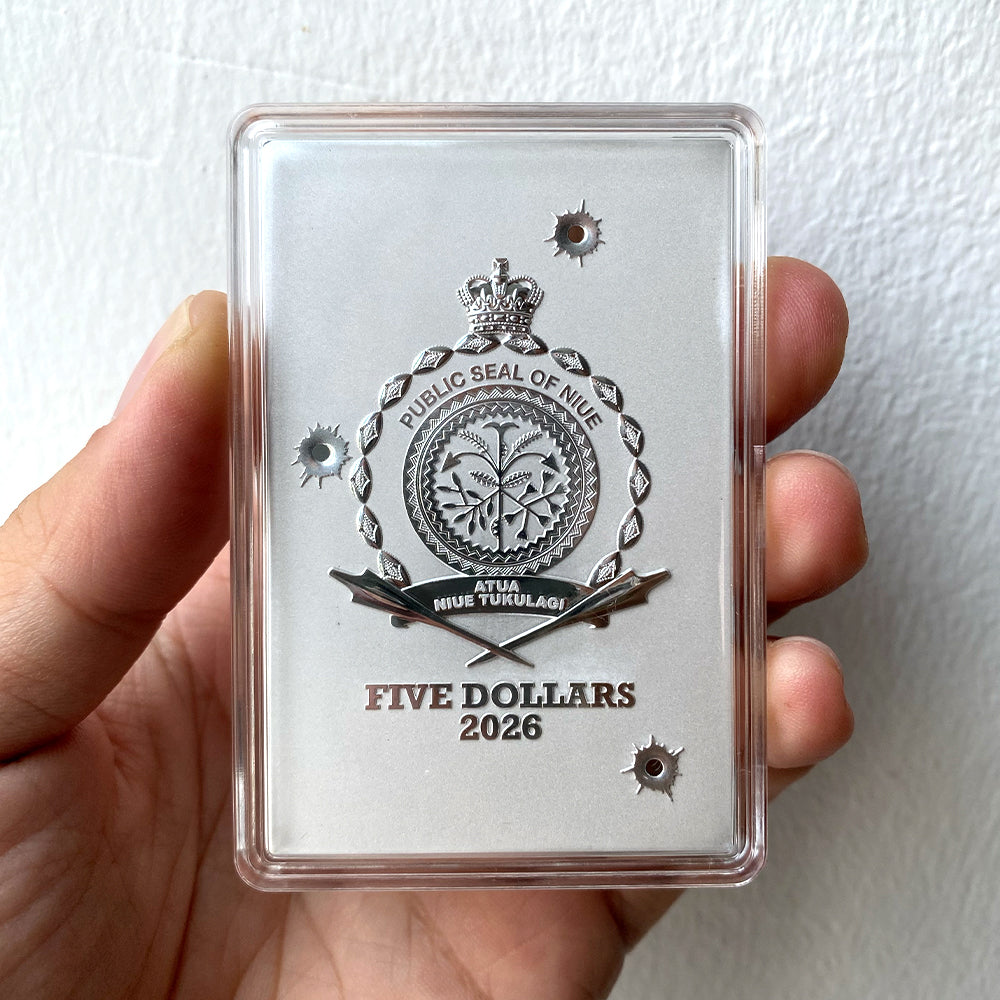 PUBLIC SEAL OF NIUE
ATUA
NIUE TUKULAGI
FIVE DOLLARS
2026